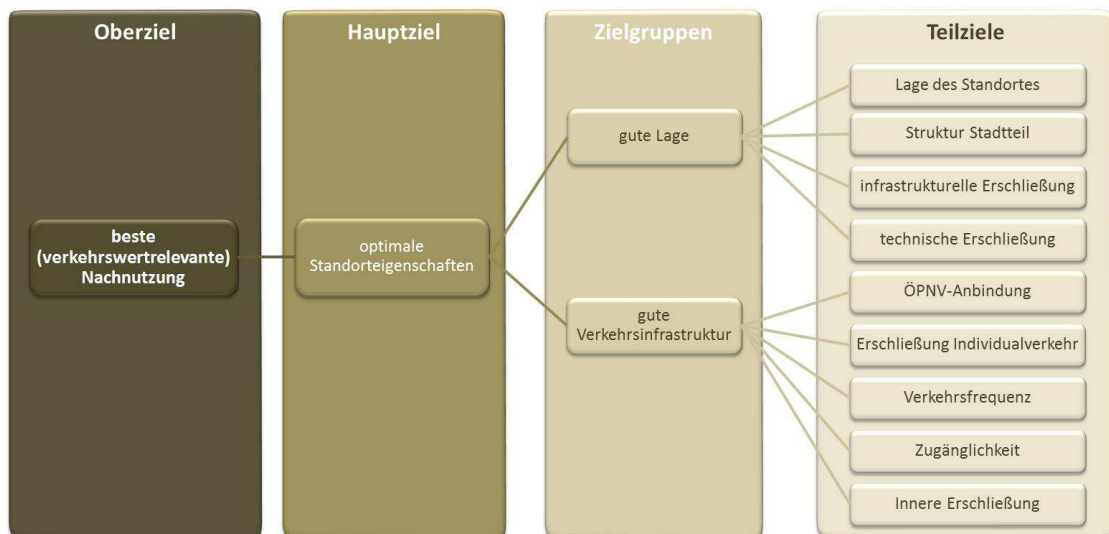 Oberziel
Hauptziel
Zielgruppen
Teilziele
beste
(verkehrswertrelevante)
Nachnutzung
optimale
Standorteigenschaften
gute Lage
gute
Verkehrsinfrastruktur
Lage des Standortes
Struktur Stadtteil
infrastrukturelle Erschließung
technische Erschließung
ÖPNV-Anbindung
Erschließung Individualverkehr
Verkehrsfrequenz
Zugänglichkeit
Innere Erschließung